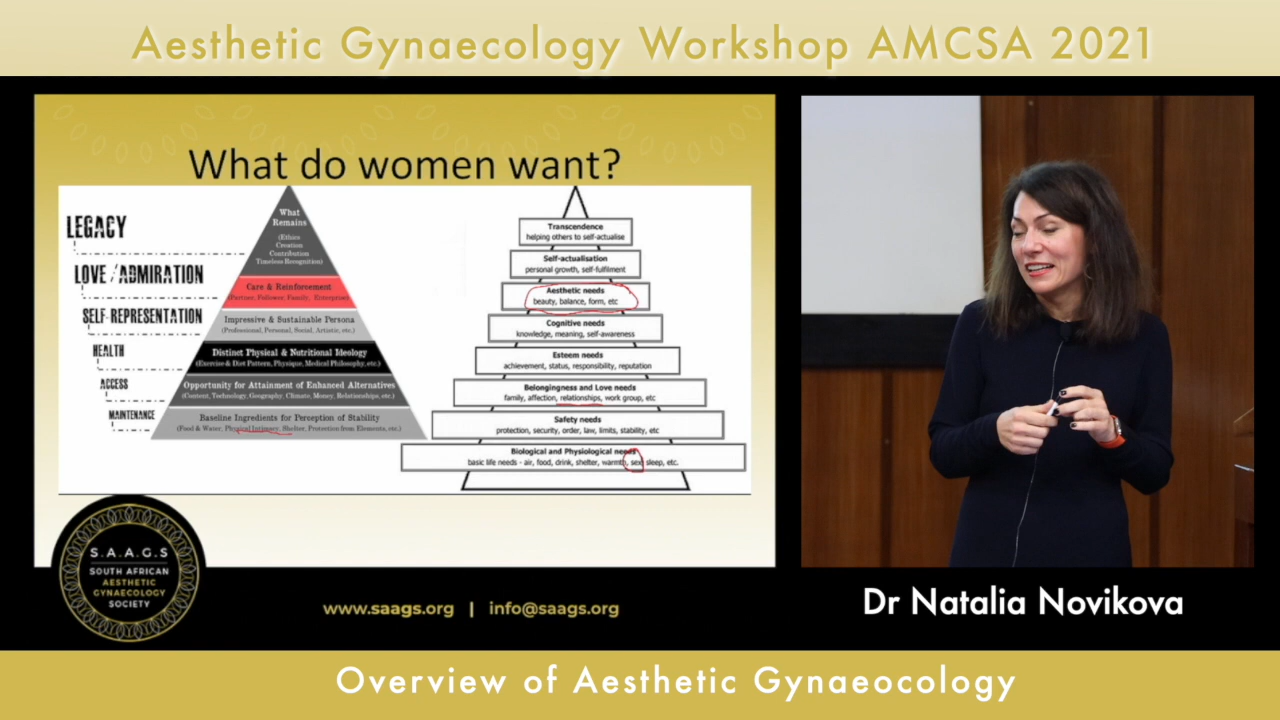 Aesthetic Gynaecology Workshop AMCSA 2021
What do women want?
LEGACY
LOVE / ADMIRATION
SELF-REPRESENTATION
HEALTH
ACCESS
MAINTENANCE
What
Remains
(Ethics
Creation
Contribution
Timeless Recognition)
Care & Reinforcement
(Partner, Follower, Family, Enterprise)
Impressive & Sustainable Persona
(Professional, Personal, Social, Artistic, etc.)
Distinct Physical & Nutritional Ideology
(Exercise & Diet Pattern, Physique, Medical Philosophy, etc.)
Opportunity for Attainment of Enhanced Alternatives
(Content, Technology, Geography, Climate, Money, Relationships, etc.)
Baseline Ingredients for Perception of Stability
(Food & Water, Physical Intimacy, Shelter, Protection from Elements, etc.)
Transcendence
helping others to self-actualise
Self-actualisation
personal growth, self-fulfilment
Aesthetic needs
beauty, balance, form, etc
Cognitive needs
knowledge, meaning, self-awareness
Esteem needs
achievement, status, responsibility, reputation
Belongingness and Love needs
family, affection, relationships, work group, etc
Safety needs
protection, security, order, law, limits, stability, etc
Biological and Physiological needs
basic life needs - air, food, drink, shelter, warmth, sex, sleep, etc.
S.A.A.G.S
SOUTH AFRICAN
AESTHETIC
GYNAECOLOGY
SOCIETY
www.saags.org | info@saags.org
Dr Natalia Novikova
Overview of Aesthetic Gynaeocology